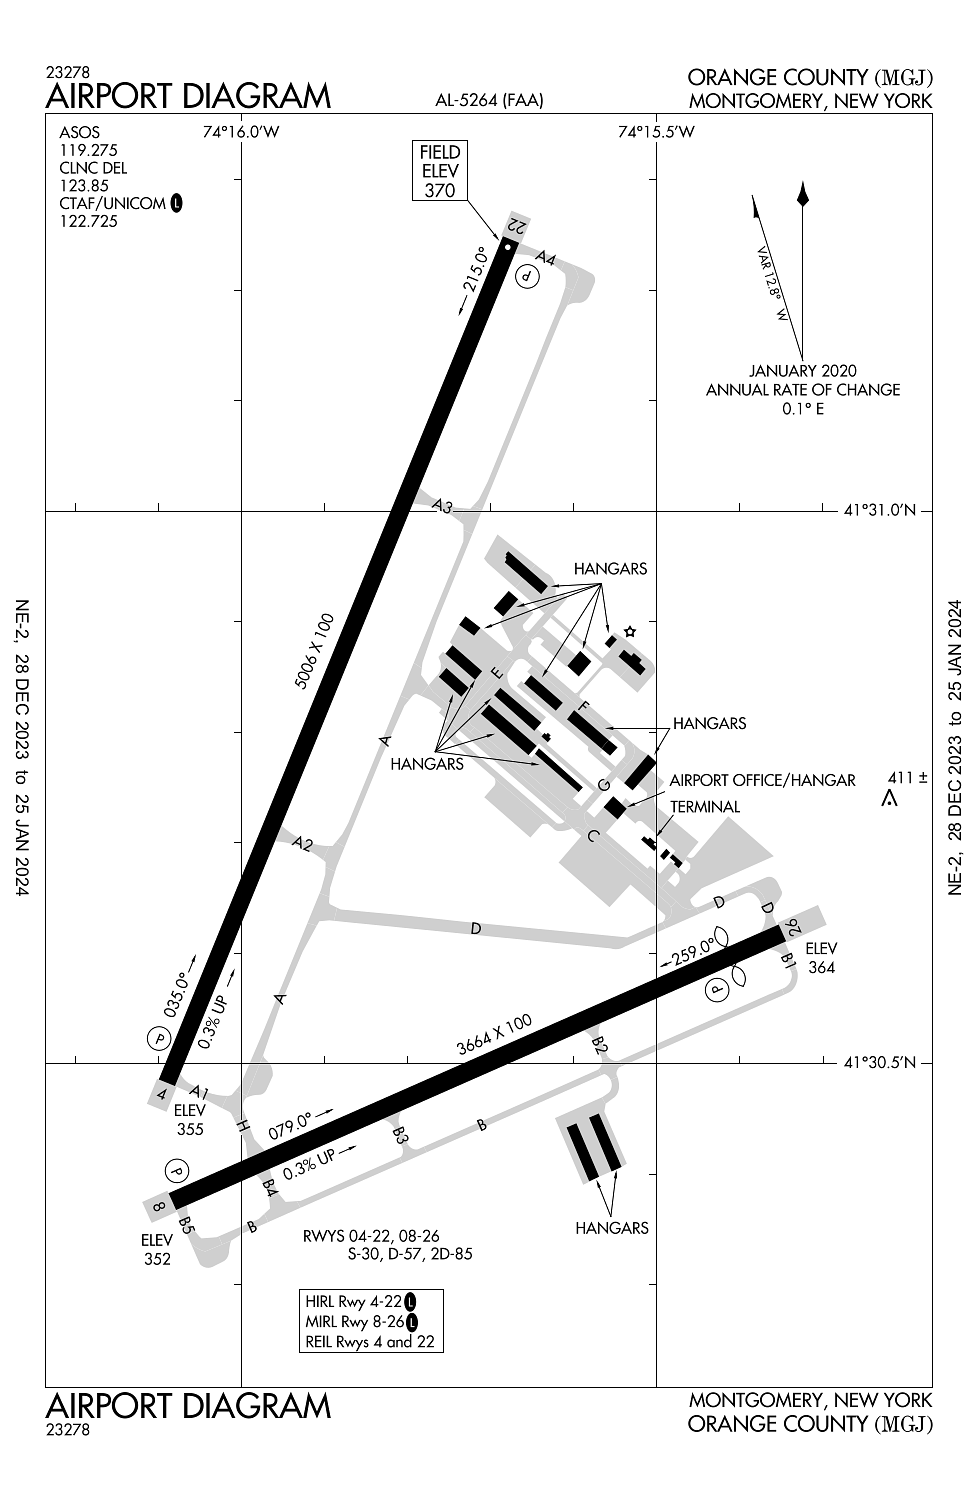 23278
AIRPORT DIAGRAM
AL-5264 (FAA)
ORANGE COUNTY (MGJ)
MONTGOMERY, NEW YORK
ASOS
119.275
CLNC DEL
123.85
CTAF/UNICOM L
122.725
74°16.0'W
74°15.5'W
FIELD
ELEV
370
22
A4
P
215.0°
VAR 12.8° W
JANUARY 2020
ANNUAL RATE OF CHANGE
0.1° E
A3
41°31.0'N
HANGARS
5006 X 100
E
F
HANGARS
A
HANGARS
G
AIRPORT OFFICE/HANGAR
411 ±
TERMINAL
C
A2
D
D
D
26
ELEV
364
B1
259.0°
P
035.0°
0.3% UP
A
P
3664 X 100
B2
41°30.5'N
4
A1
ELEV
355
H
079.0°
B3
B
0.3% UP
P
B4
8
B5
B
ELEV
352
HANGARS
RWYS 04-22, 08-26
S-30, D-57, 2D-85
HIRL Rwy 4-22 L
MIRL Rwy 8-26 L
REIL Rwys 4 and 22
NE-2, 28 DEC 2023 to 25 JAN 2024
NE-2, 28 DEC 2023 to 25 JAN 2024
AIRPORT DIAGRAM
23278
MONTGOMERY, NEW YORK
ORANGE COUNTY (MGJ)